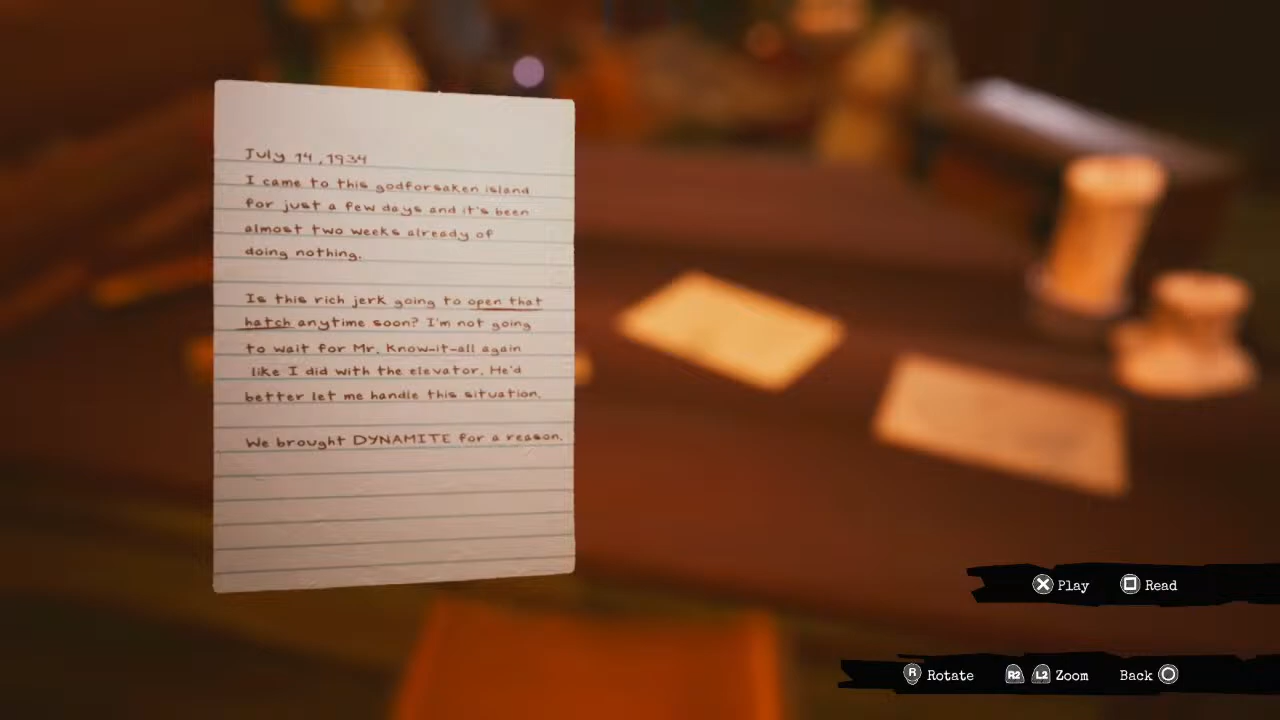 July 14, 1934
I came to this godforsaken island
for just a few days and it's been
almost two weeks already of
doing nothing.
Is this rich jerk going to open that
hatch anytime soon? I'm not going
to wait for Mr. Know-it-all again
like I did with the elevator. He'd
better let me handle this situation.
We brought DYNAMITE for a reason.
Play Read
R Rotate R2 L2 Zoom Back